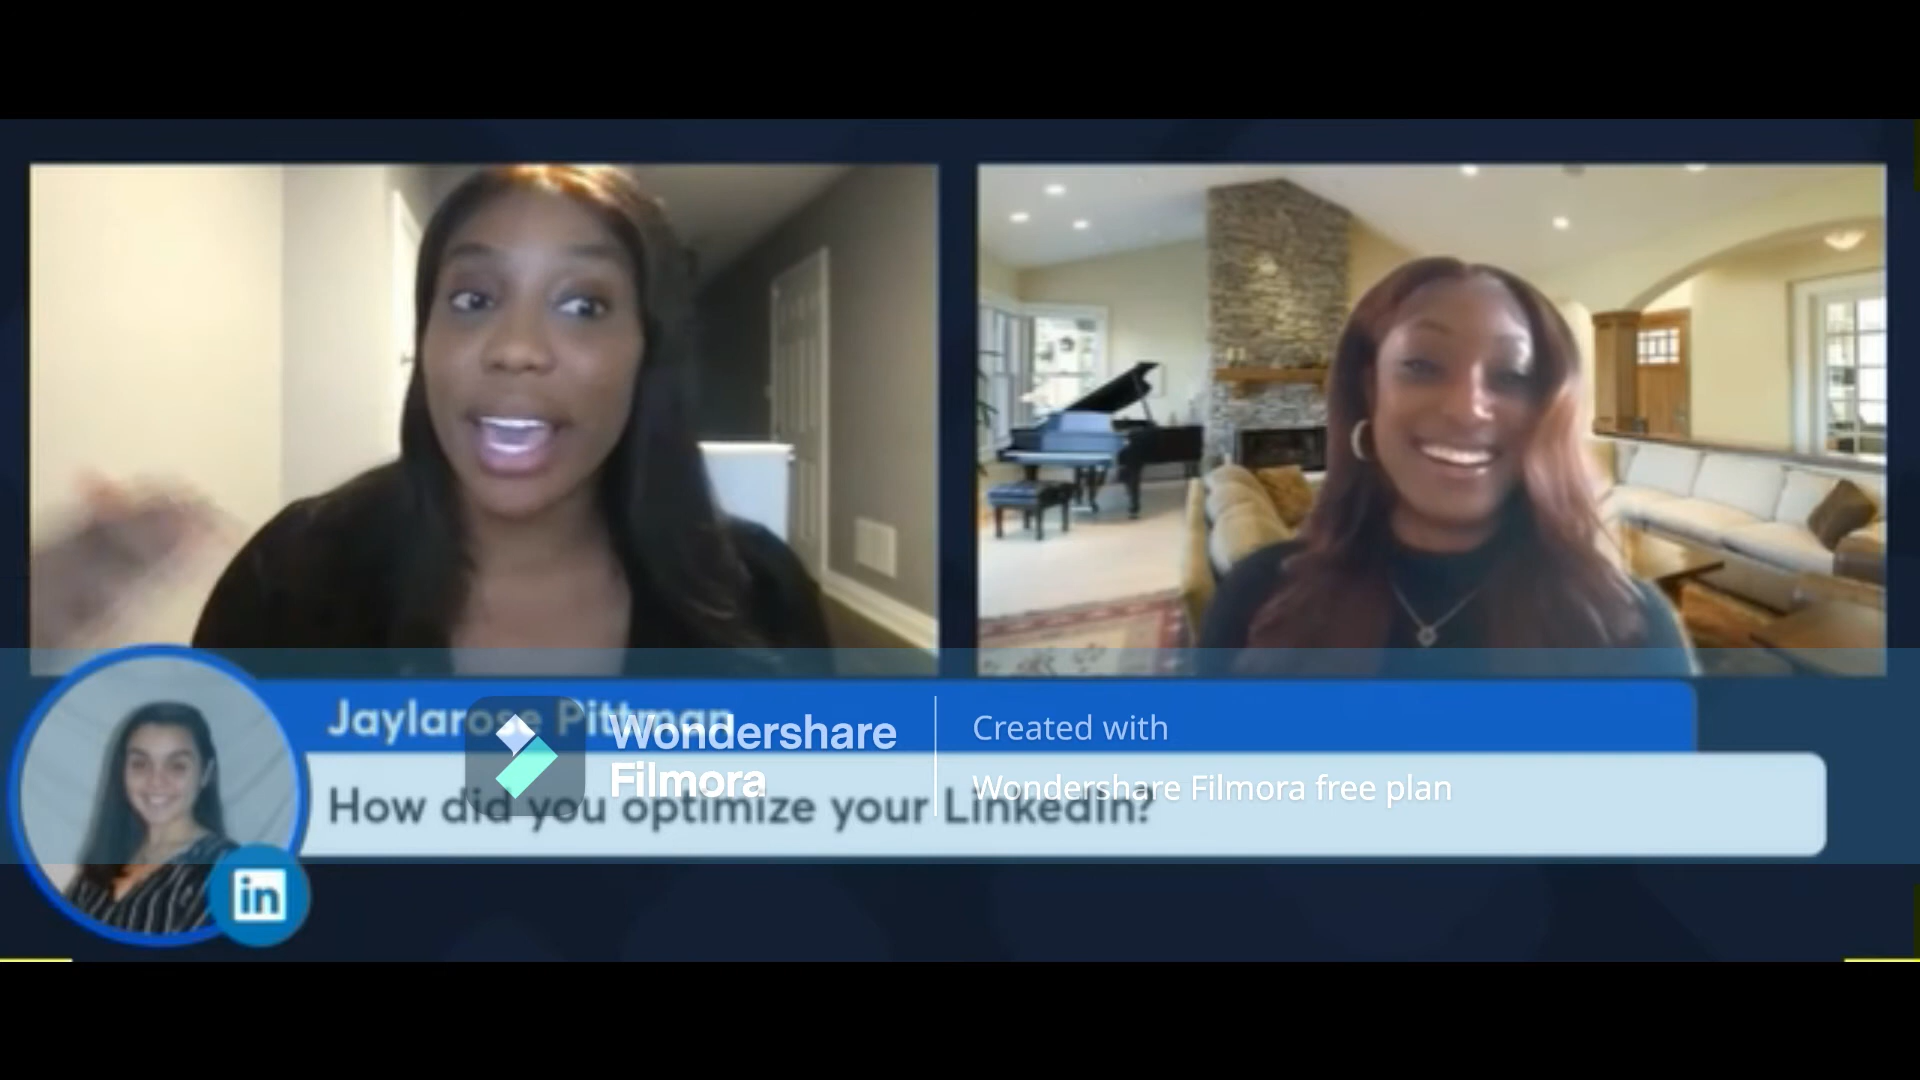 Jaylarose Pittman
How did you optimize your LinkedIn?
in
Wondershare
Filmora
Created with
Wondershare Filmora free plan